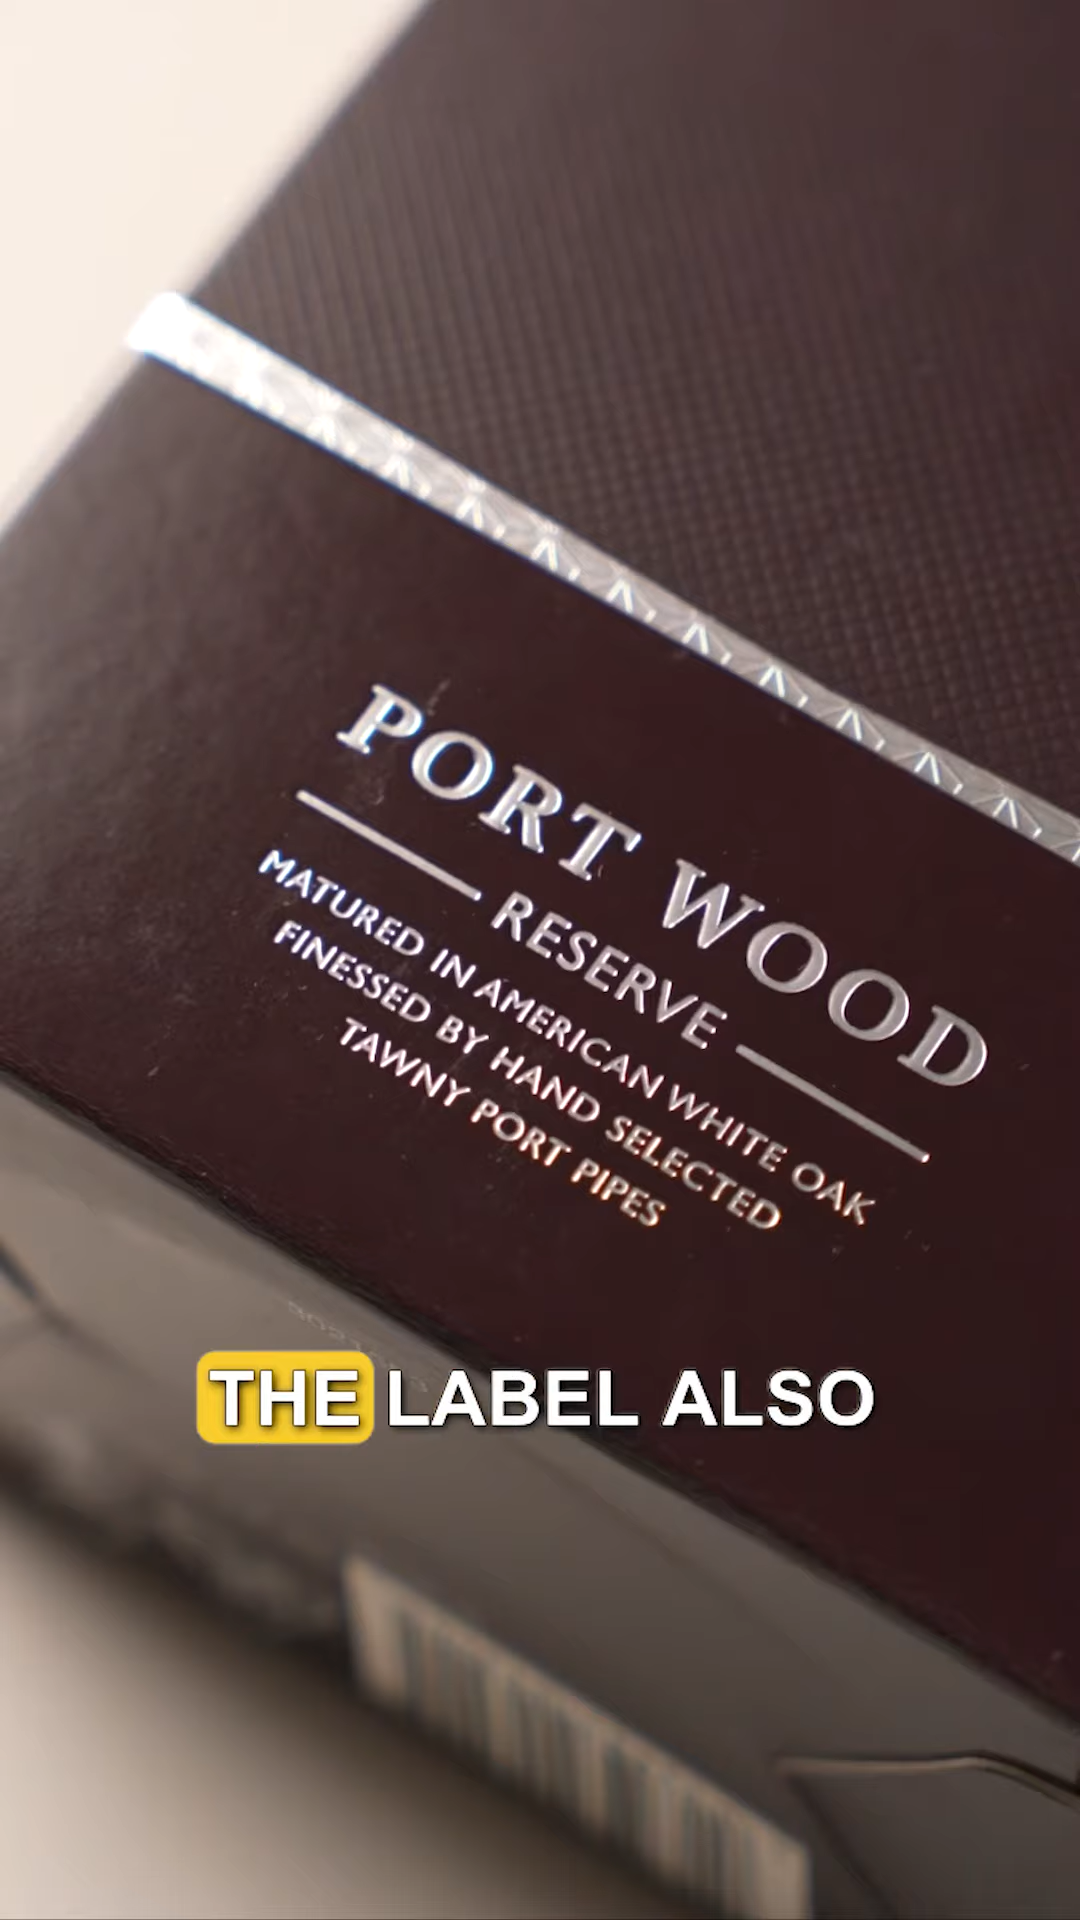 PORT WOOD
RESERVE
MATURED IN AMERICAN WHITE OAK
FINESSED BY HAND SELECTED
TAWNY PORT PIPES
THE LABEL ALSO